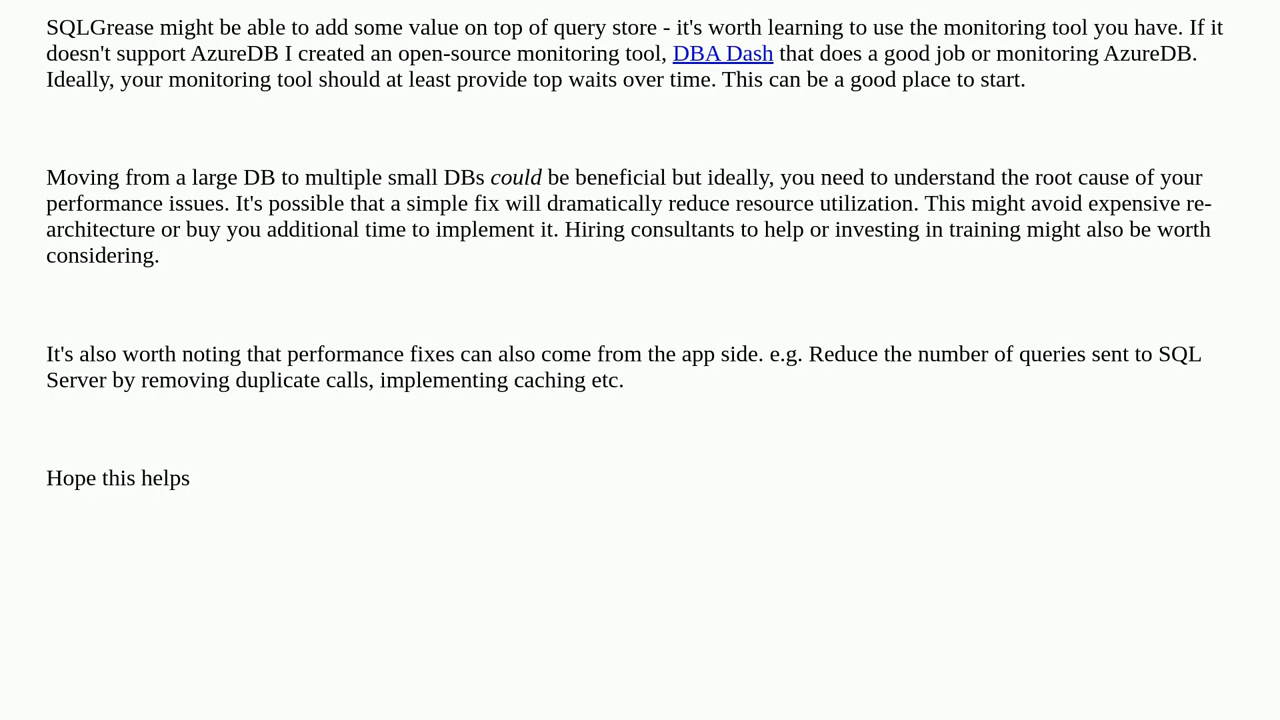 SQLGrease might be able to add some value on top of query store - it's worth learning to use the monitoring tool you have. If it
doesn't support AzureDB I created an open-source monitoring tool, DBA Dash that does a good job or monitoring AzureDB.
Ideally, your monitoring tool should at least provide top waits over time. This can be a good place to start.
Moving from a large DB to multiple small DBs could be beneficial but ideally, you need to understand the root cause of your
performance issues. It's possible that a simple fix will dramatically reduce resource utilization. This might avoid expensive re-
architecture or buy you additional time to implement it. Hiring consultants to help or investing in training might also be worth
considering.
It's also worth noting that performance fixes can also come from the app side. e.g. Reduce the number of queries sent to SQL
Server by removing duplicate calls, implementing caching etc.
Hope this helps